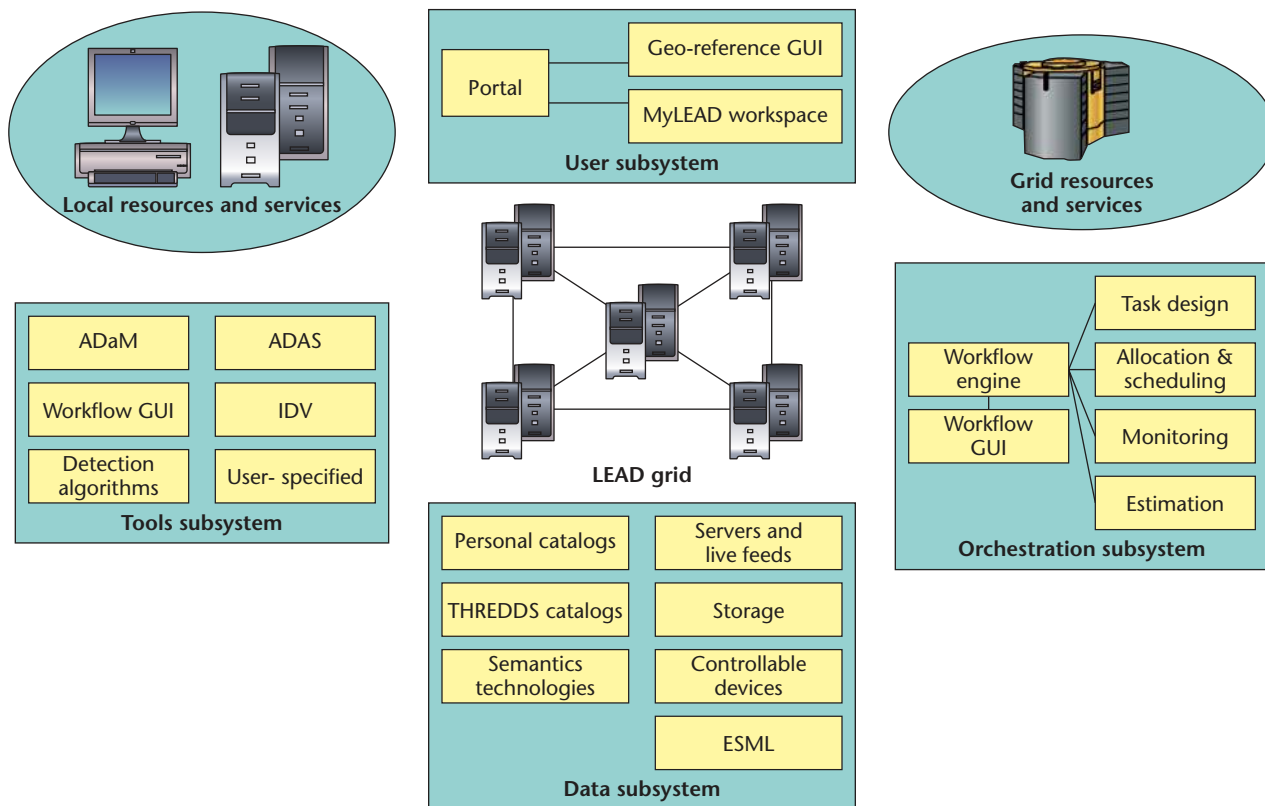 Local resources and services
Portal
Geo-reference GUI
MyLEAD workspace
User subsystem
Grid resources
and services
ADaM
ADAS
Workflow GUI
IDV
Detection
algorithms
User- specified
Tools subsystem
LEAD grid
Workflow
engine
Workflow
GUI
Task design
Allocation &
scheduling
Monitoring
Estimation
Orchestration subsystem
Personal catalogs
Servers and
live feeds
THREDDS catalogs
Storage
Semantics
technologies
Controllable
devices
ESML
Data subsystem